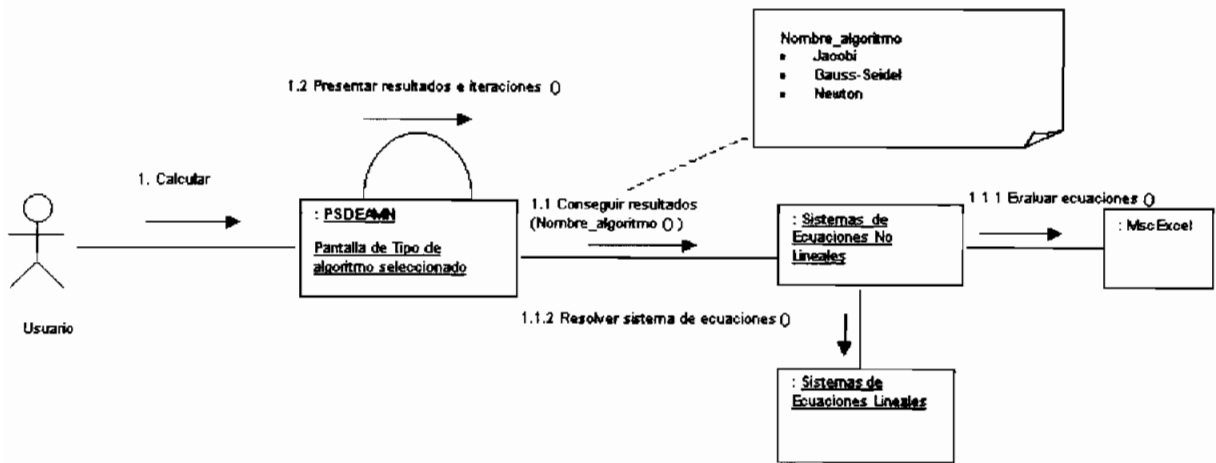 Nombre_algoritmo
• Jacobi
• Gauss-Seidel
• Newton
1.2 Presentar resultados e iteraciones ()
1. Calcular
: PSDEAMN
Pantalla de Tipo de
algoritmo seleccionado
1.1 Conseguir resultados
(Nombre_algoritmo () )
: Sistemas de
Ecuaciones No
Lineales
1.1.1 Evaluar ecuaciones ()
: MscExcel
Usuario
1.1.2 Resolver sistema de ecuaciones ()
: Sistemas de
Ecuaciones Lineales